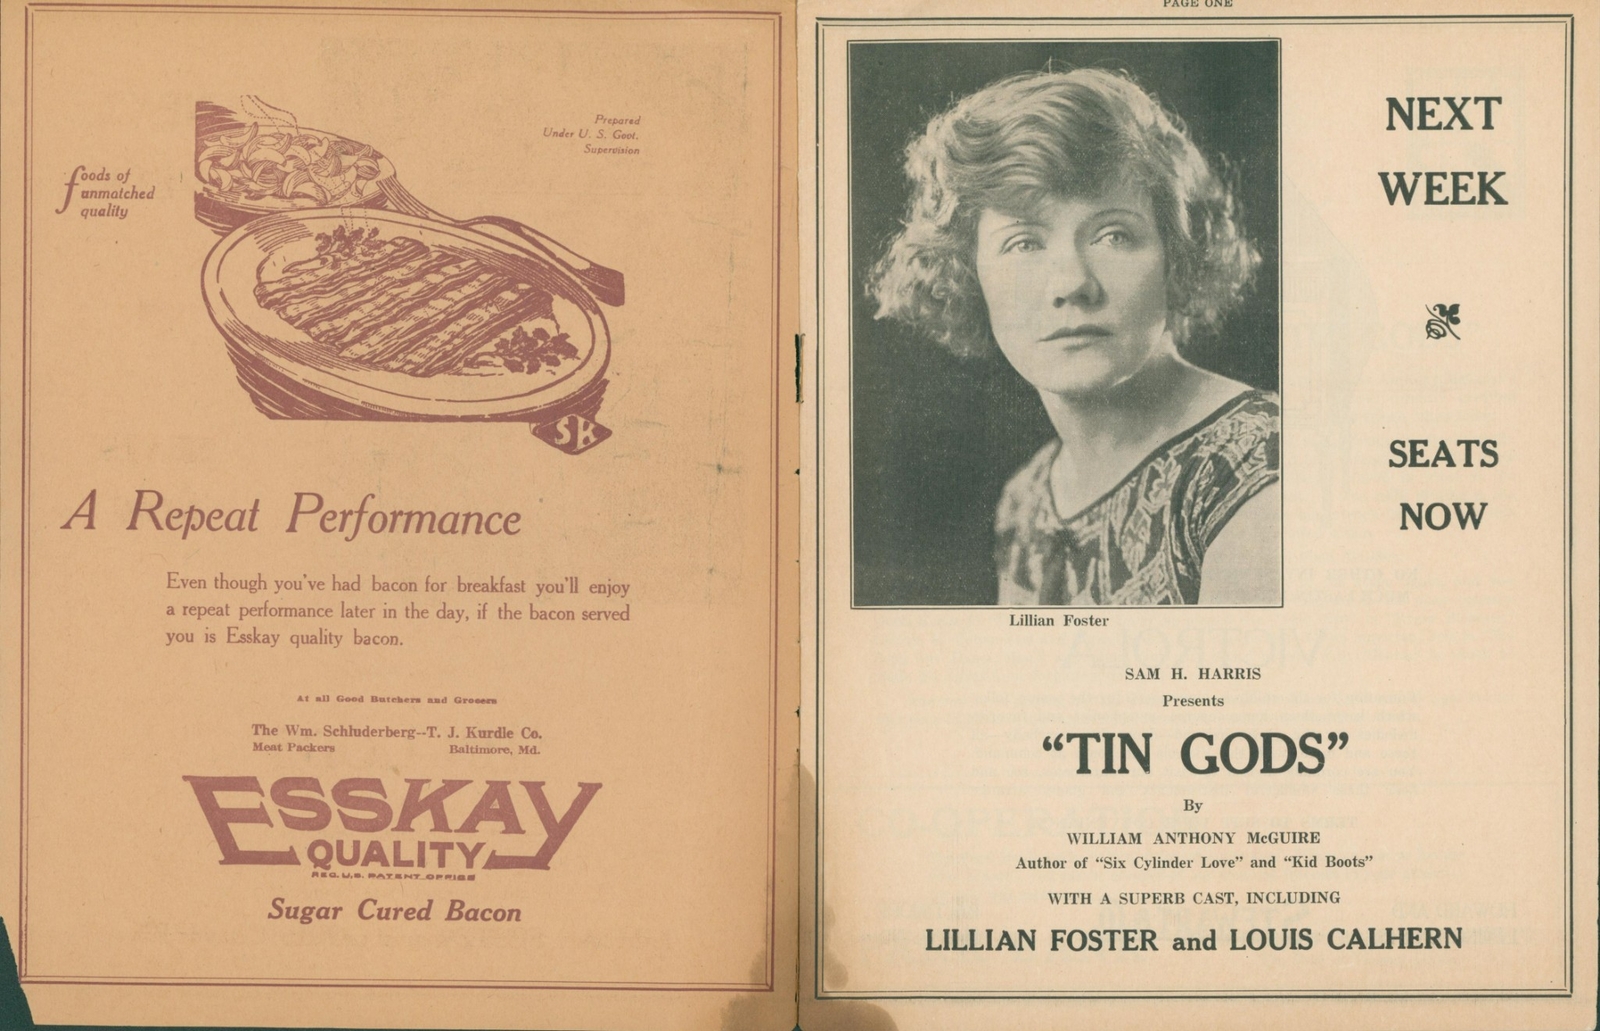 foods of
unmatched
quality
Prepared
Under U. S. Govt.
Supervision
SK
A Repeat Performance
Even though you've had bacon for breakfast you'll enjoy
a repeat performance later in the day, if the bacon served
you is Esskay quality bacon.
At all Good Butchers and Grocers
The Wm. Schluderberg--T. J. Kurdle Co.
Meat Packers Baltimore, Md.
ESSKAY
QUALITY
REG. U.S. PATENT OFFICE
Sugar Cured Bacon
PAGE ONE
NEXT
WEEK
SEATS
NOW
Lillian Foster
SAM H. HARRIS
Presents
“TIN GODS”
By
WILLIAM ANTHONY McGUIRE
Author of “Six Cylinder Love” and “Kid Boots”
WITH A SUPERB CAST, INCLUDING
LILLIAN FOSTER and LOUIS CALHERN